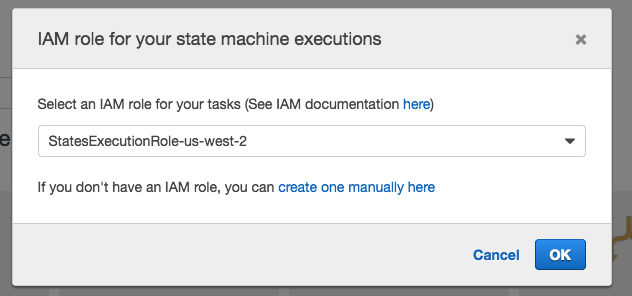 IAM role for your state machine executions
Select an IAM role for your tasks (See IAM documentation here)
StatesExecutionRole-us-west-2
If you don't have an IAM role, you can create one manually here
Cancel OK